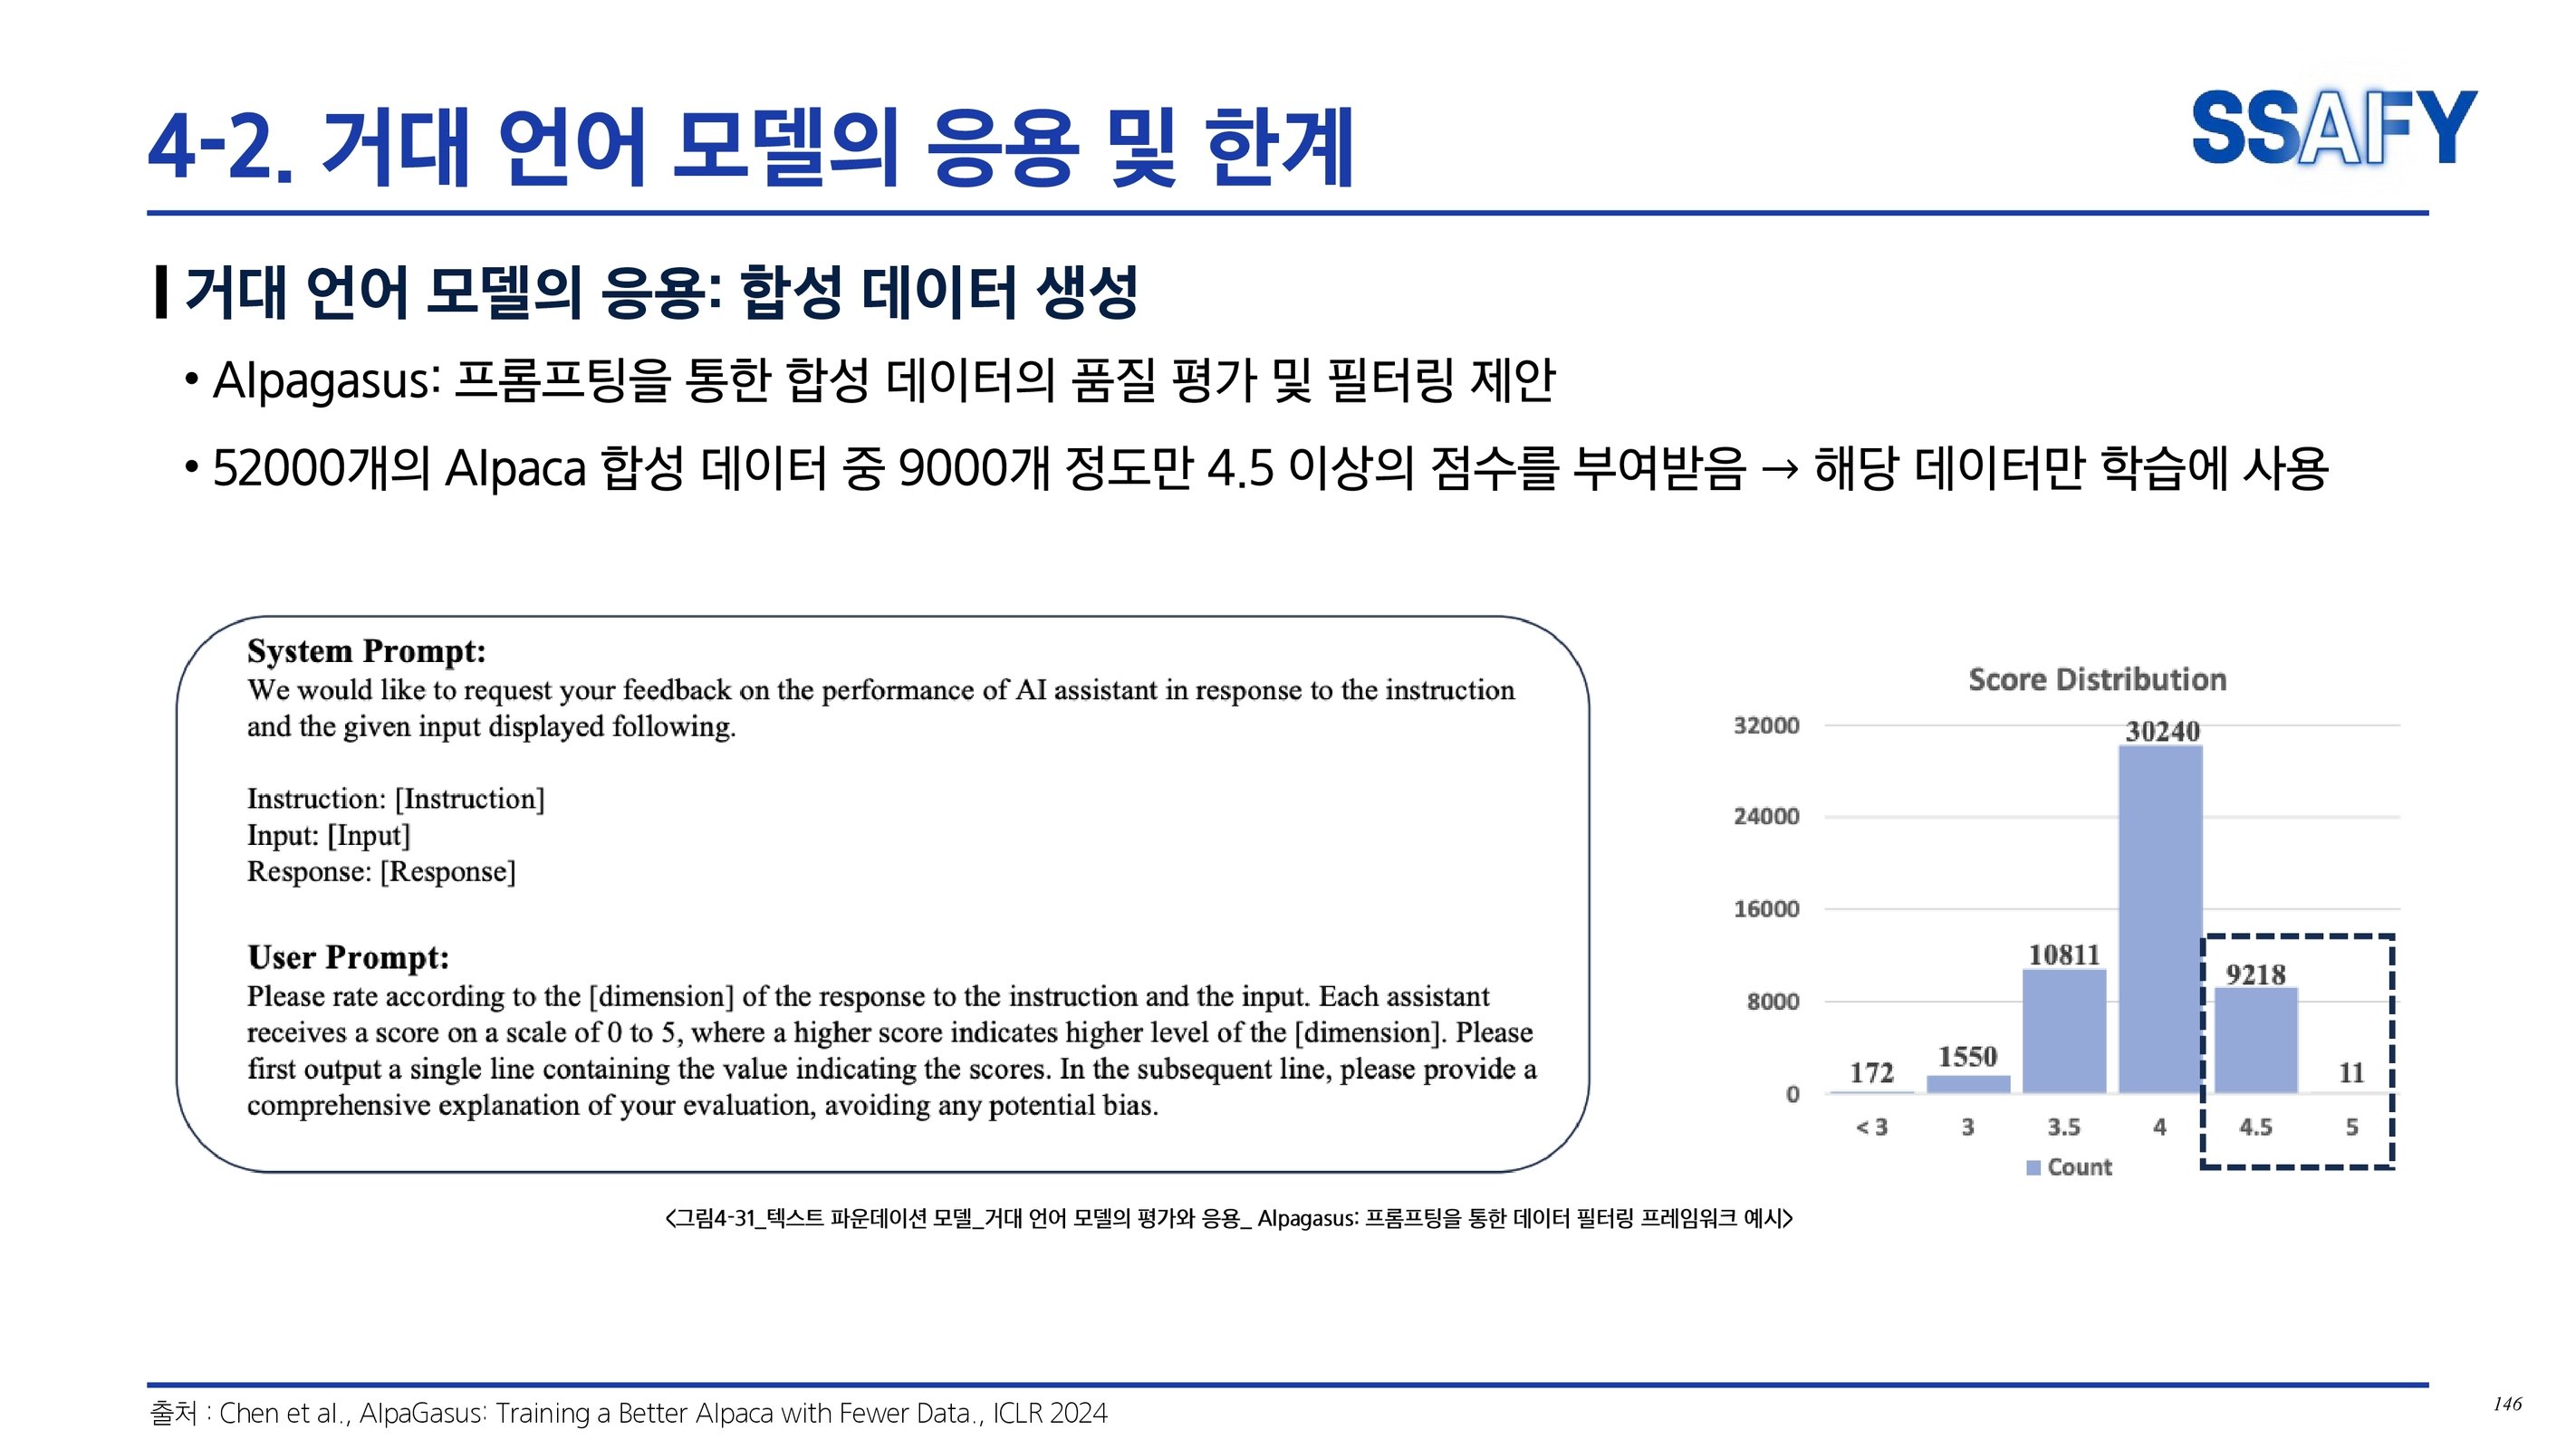 4-2. 거대 언어 모델의 응용 및 한계
SSAFY
거대 언어 모델의 응용: 합성 데이터 생성
• Alpagasus: 프롬프팅을 통한 합성 데이터의 품질 평가 및 필터링 제안
• 52000개의 Alpaca 합성 데이터 중 9000개 정도만 4.5 이상의 점수를 부여받음 → 해당 데이터만 학습에 사용
System Prompt:
We would like to request your feedback on the performance of AI assistant in response to the instruction
and the given input displayed following.
Instruction: [Instruction]
Input: [Input]
Response: [Response]
User Prompt:
Please rate according to the [dimension] of the response to the instruction and the input. Each assistant
receives a score on a scale of 0 to 5, where a higher score indicates higher level of the [dimension]. Please
first output a single line containing the value indicating the scores. In the subsequent line, please provide a
comprehensive explanation of your evaluation, avoiding any potential bias.
Score Distribution
32000
24000
16000
8000
0
172
1550
10811
30240
9218
11
< 3 3 3.5 4 4.5 5
Count
<그림4-31_텍스트 파운데이션 모델_거대 언어 모델의 평가와 응용_ Alpagasus: 프롬프팅을 통한 데이터 필터링 프레임워크 예시>
출처 : Chen et al., AlpaGasus: Training a Better Alpaca with Fewer Data., ICLR 2024
146